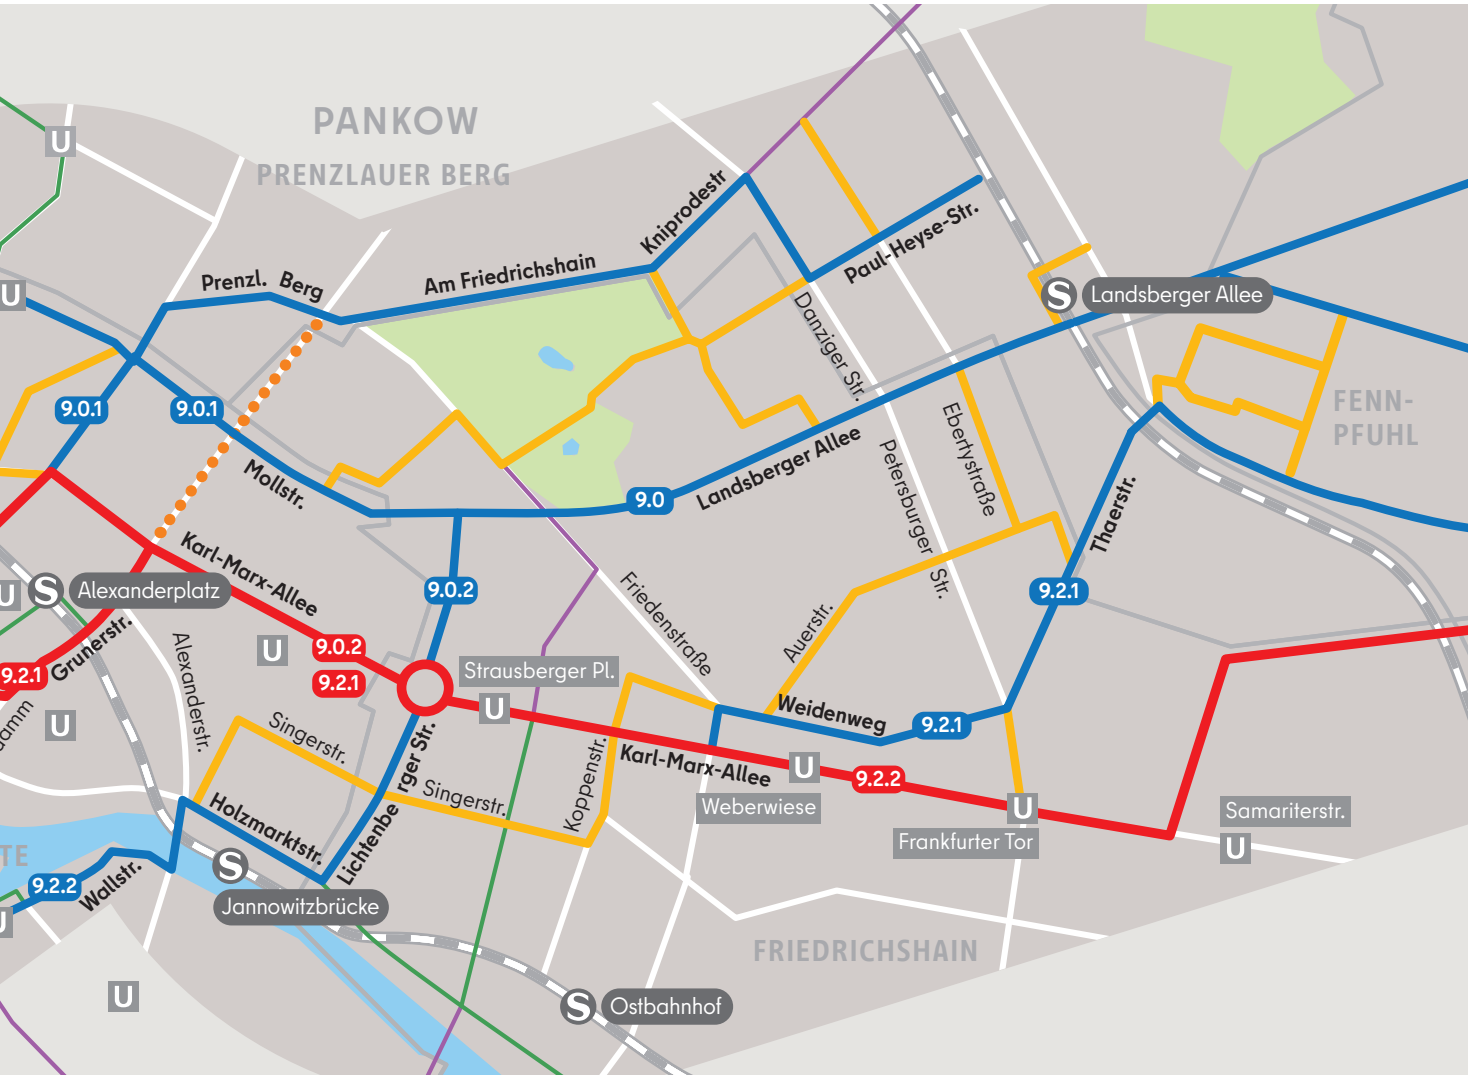 PANKOW
PRENZLAUER BERG
U
U
Prenzl. Berg
Am Friedrichshain
Kniprodestr
Paul-Heyse-Str.
S Landsberger Allee
Danziger Str.
9.0.1
9.0.1
FENN-
PFUHL
Mollstr.
9.0
Landsberger Allee
Ebertystraße
Petersburger Str.
Thaerstr.
Karl-Marx-Allee
U
S Alexanderplatz
9.0.2
9.2.1
Friedenstraße
Auerstr.
Grunerstr.
9.2.1
Alexanderstr.
U
9.0.2
9.2.1
Strausberger Pl.
U
damm
U
Singerstr.
Weidenweg
9.2.1
Karl-Marx-Allee
U
9.2.2
Koppenstr.
Singerstr.
Lichtenbe rger Str.
Weberwiese
U
Frankfurter Tor
Samariterstr.
U
Holzmarktstr.
TE
9.2.2
Wallstr.
S
Jannowitzbrücke
U
FRIEDRICHSHAIN
U
S Ostbahnhof